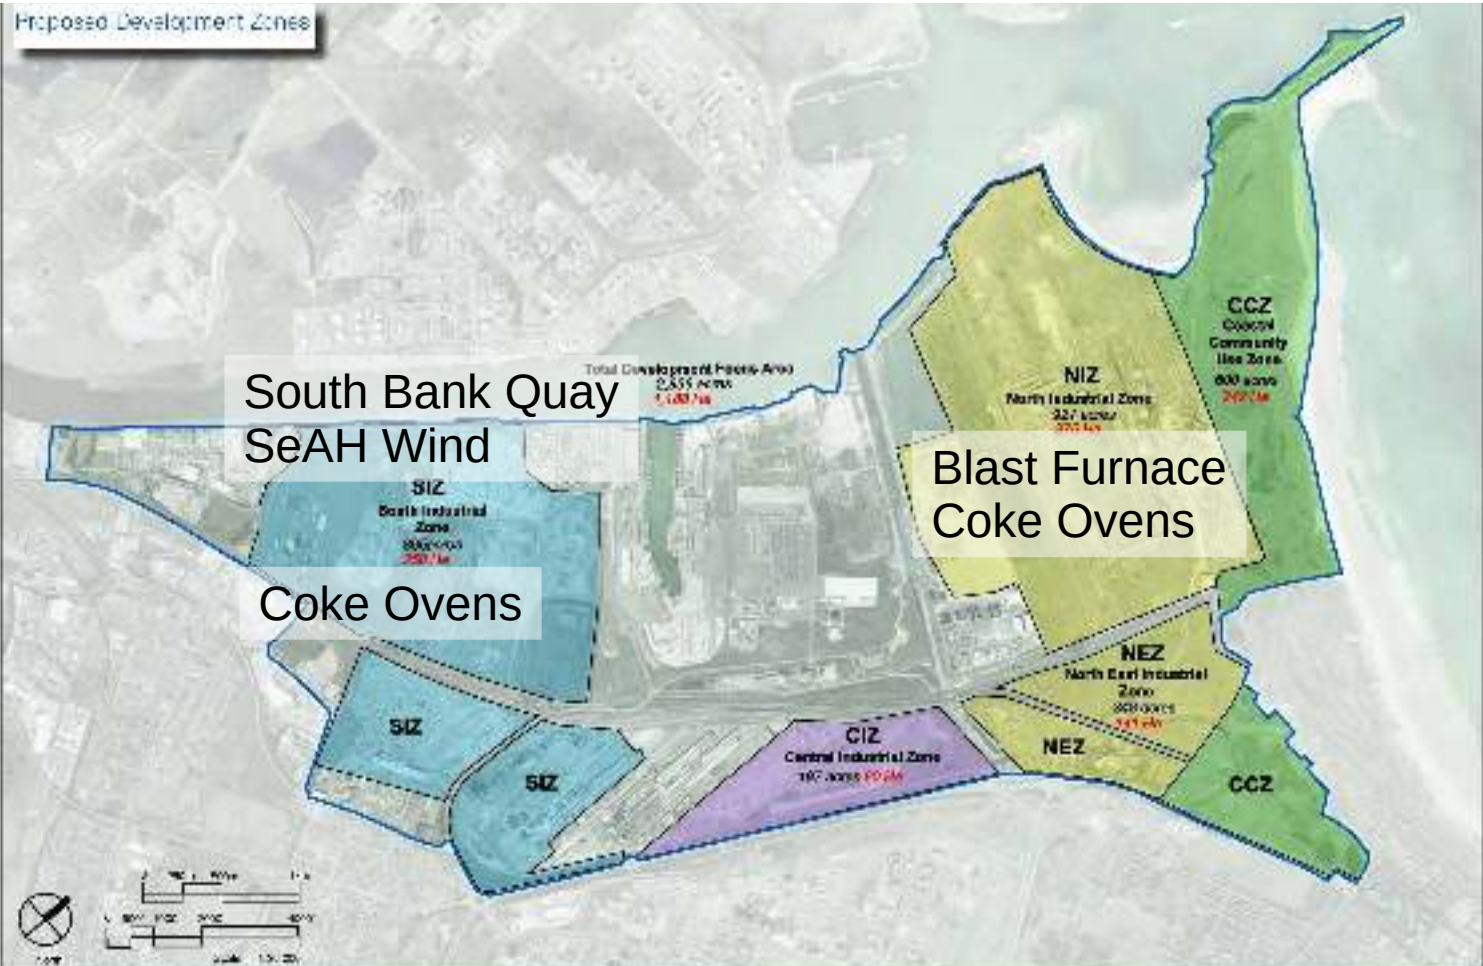 Proposed Development Zones
Total Development Focus Area
South Bank Quay
SeAH Wind
SIZ
South Industrial
Zone
Coke Ovens
SIZ
SIZ
CIZ
Central Industrial Zone
NIZ
North Industrial Zone
Blast Furnace
Coke Ovens
CCZ
Coastal
Community
Use Zone
600 acres
NEZ
North East Industrial
Zone
NEZ
CCZ
North